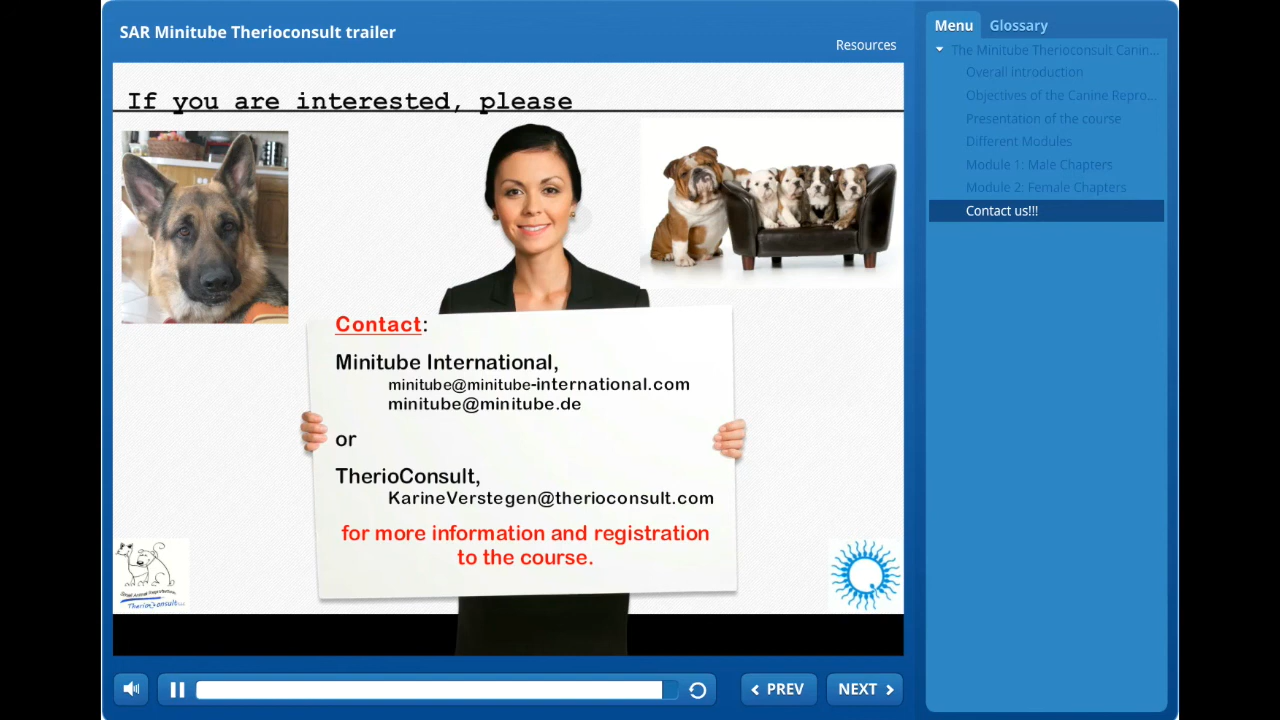 SAR Minitube Therioconsult trailer
Resources
Menu
Glossary
The Minitube Therioconsult Canin...
Overall introduction
Objectives of the Canine Repro...
Presentation of the course
Different Modules
Module 1: Male Chapters
Module 2: Female Chapters
Contact us!!!
If you are interested, please
Contact:
Minitube International,
minitube@minitube-international.com
minitube@minitube.de
or
TherioConsult,
KarineVerstegen@therioconsult.com
for more information and registration
to the course.
PREV
NEXT